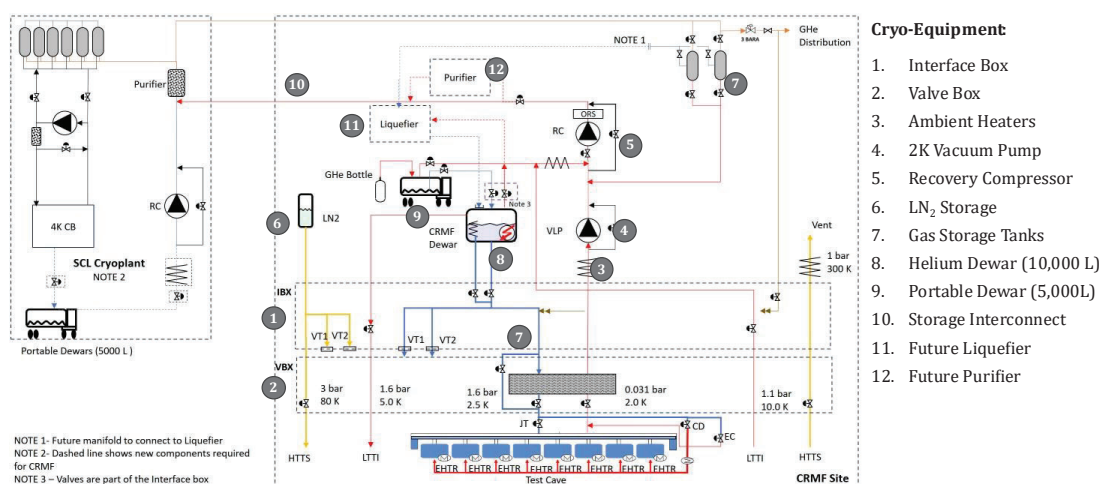 NOTE 1
12
Purifier
Purifier
10
11
Liquefier
3 BARA
GHe
Distribution
7
ORS
RC
5
GHe Bottle
Note 3
RC
6
LN2
9
CRMF
Dewar
VLP
4
Vent
4K CB
8
3
1 bar
300 K
SCL Cryoplant
NOTE 2
IBX
1
VT1
VT2
VT1
VT2
7
Portable Dewars (5000 L )
VBX
2
3 bar
80 K
1.6 bar
5.0 K
1.6 bar
2.5 K
0.031 bar
2.0 K
1.1 bar
10.0 K
JT
CD
EC
HTTS
LTTI
EHTR EHTR EHTR EHTR EHTR EHTR EHTR EHTR
Test Cave
LTTI
HTTS
CRMF Site
NOTE 1- Future manifold to connect to Liquefier
NOTE 2- Dashed line shows new components required
for CRMF
NOTE 3 – Valves are part of the Interface box
Cryo-Equipment:
1. Interface Box
2. Valve Box
3. Ambient Heaters
4. 2K Vacuum Pump
5. Recovery Compressor
6. LN2 Storage
7. Gas Storage Tanks
8. Helium Dewar (10,000 L)
9. Portable Dewar (5,000L)
10. Storage Interconnect
11. Future Liquefier
12. Future Purifier